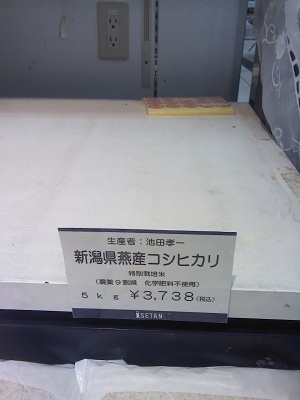 生産者：池田孝一
新潟県燕産コシヒカリ
特別栽培米
（農薬９割減　化学肥料不使用）
５ｋｇ ￥3,738（税込）
ISETAN